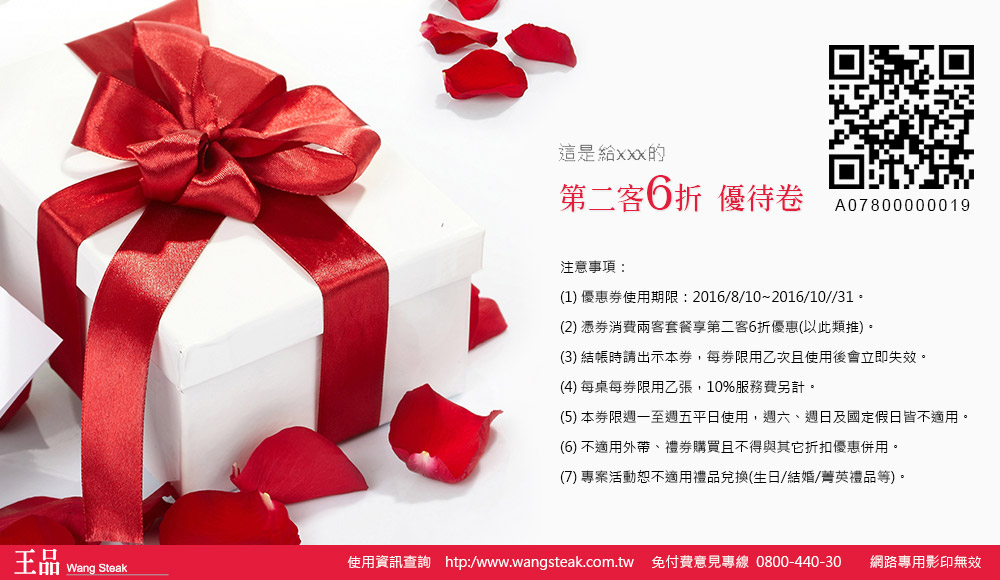 這是給xxx的
第二客6折 優待卷
A07800000019
注意事項：
(1) 優惠券使用期限：2016/8/10~2016/10//31。
(2) 憑券消費兩客套餐享第二客6折優惠(以此類推)。
(3) 結帳時請出示本券，每券限用乙次且使用後會立即失效。
(4) 每桌每券限用乙張，10%服務費另計。
(5) 本券限週一至週五平日使用，週六、週日及國定假日皆不適用。
(6) 不適用外帶、禮券購買且不得與其它折扣優惠併用。
(7) 專案活動恕不適用禮品兌換(生日/結婚/菁英禮品等)。
王品 Wang Steak 使用資訊查詢 http:/www.wangsteak.com.tw 免付費意見專線 0800-440-30 網路專用影印無效